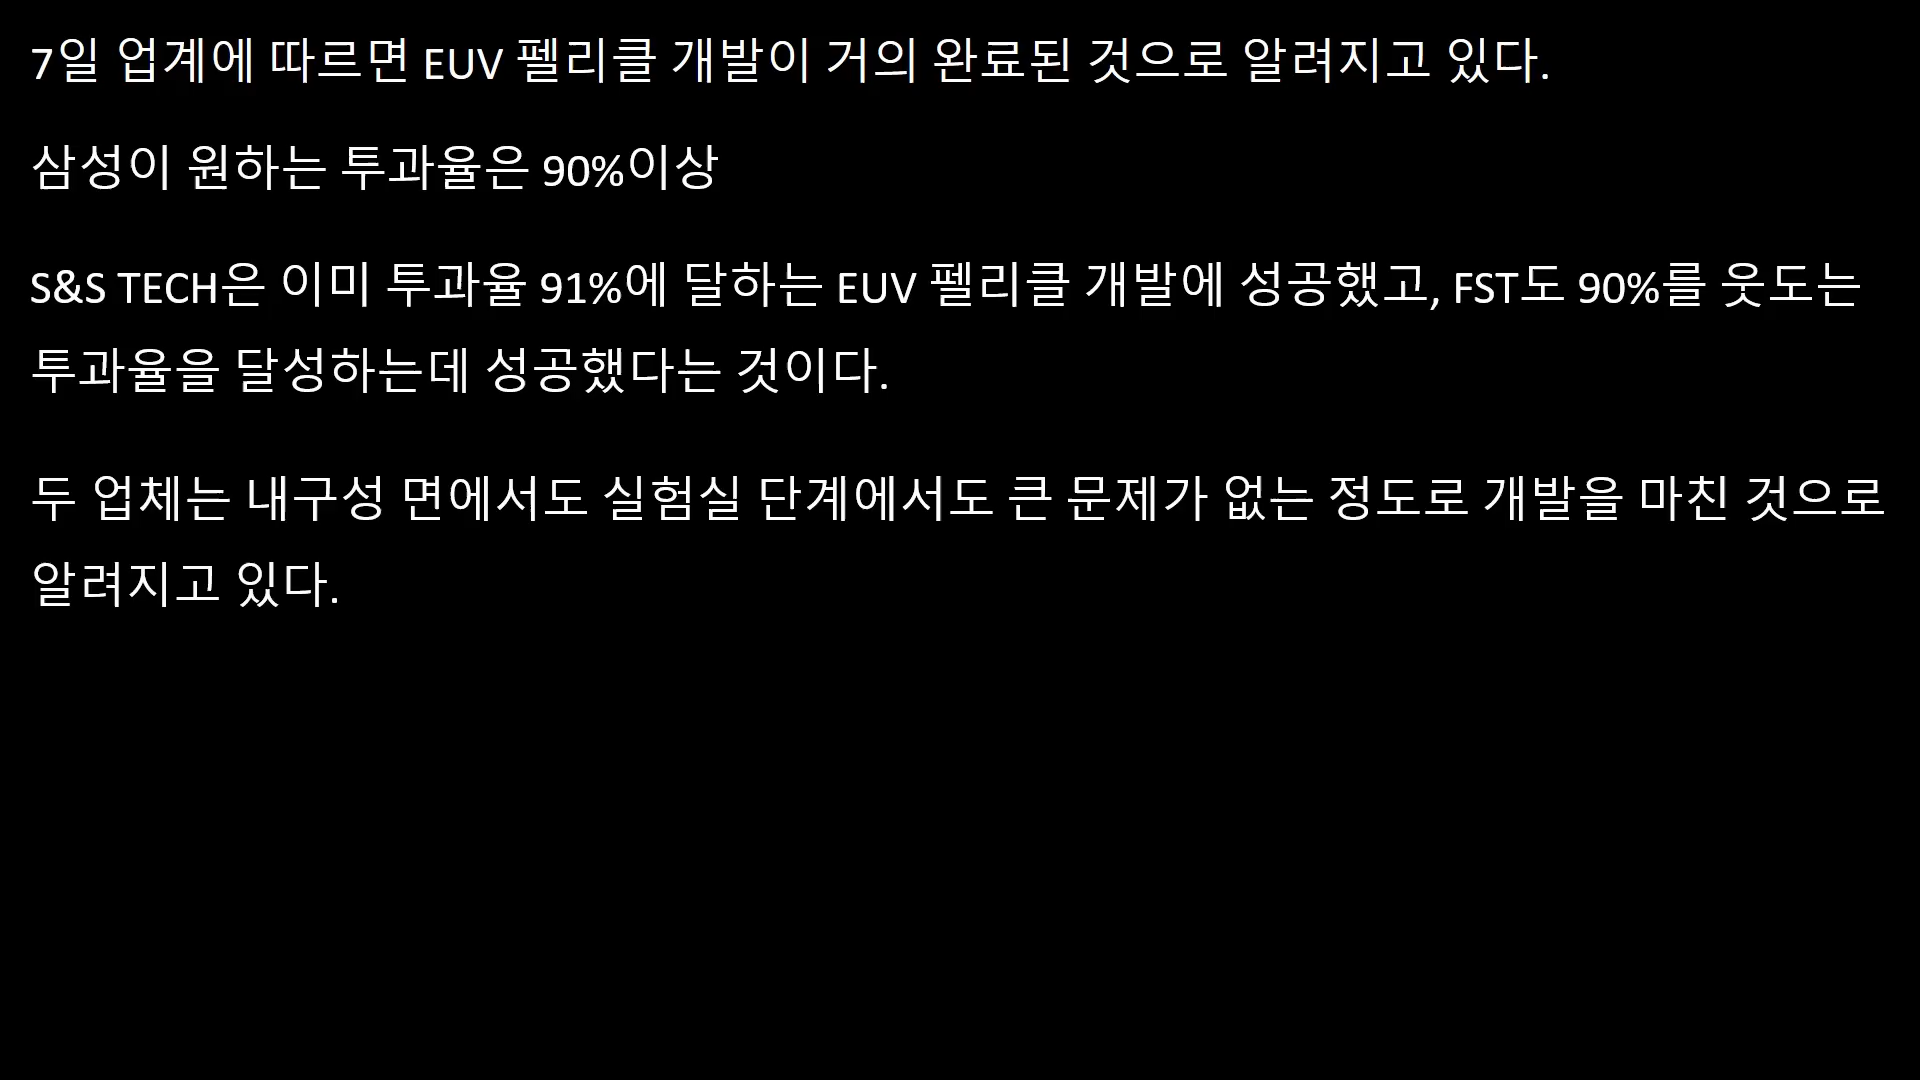 7일 업계에 따르면 EUV 펠리클 개발이 거의 완료된 것으로 알려지고 있다.
삼성이 원하는 투과율은 90%이상
S&S TECH은 이미 투과율 91%에 달하는 EUV 펠리클 개발에 성공했고, FST도 90%를 웃도는
투과율을 달성하는데 성공했다는 것이다.
두 업체는 내구성 면에서도 실험실 단계에서도 큰 문제가 없는 정도로 개발을 마친 것으로
알려지고 있다.